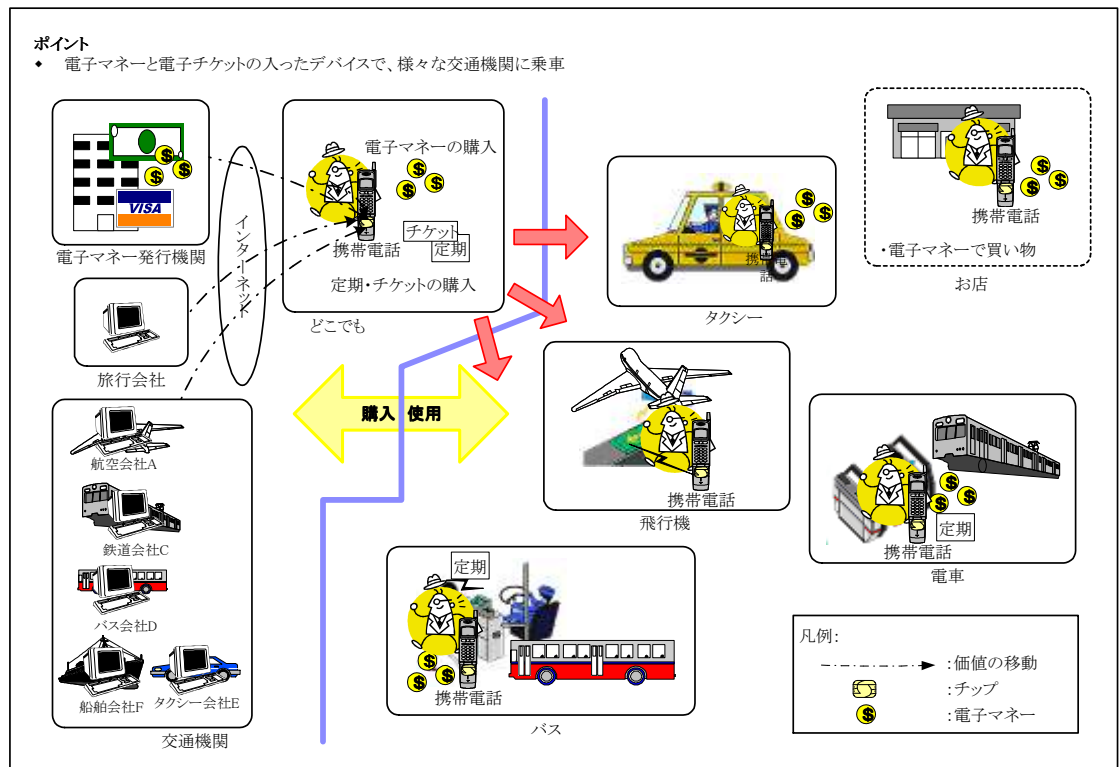 ポイント
◆ 電子マネーと電子チケットの入ったデバイスで、様々な交通機関に乗車
VISA
電子マネー発行機関
インターネット
電子マネーの購入
携帯電話
チケット
定期
定期・チケットの購入
どこでも
旅行会社
航空会社A
鉄道会社C
バス会社D
船舶会社F
タクシー会社E
交通機関
購入 使用
携帯電話
タクシー
携帯電話
・電子マネーで買い物
お店
携帯電話
飛行機
定期
携帯電話
電車
定期
携帯電話
バス
凡例:
:価値の移動
:チップ
$ :電子マネー